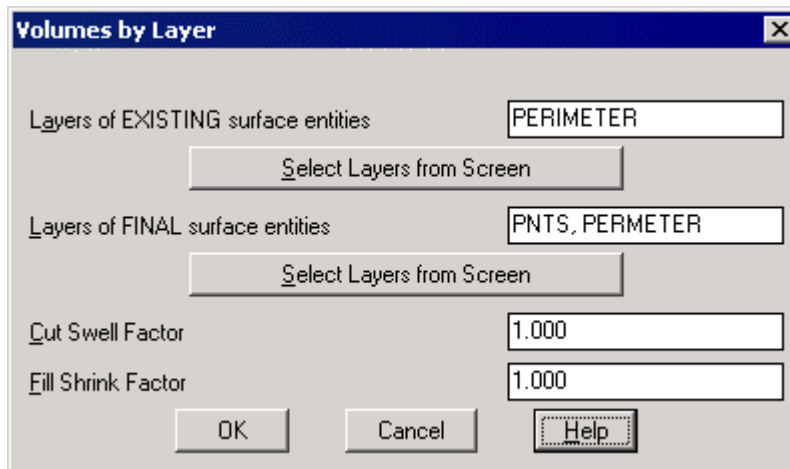 Volumes by Layer
Layers of EXISTING surface entities PERIMETER
Select Layers from Screen
Layers of FINAL surface entities PNTS, PERMETER
Select Layers from Screen
Cut Swell Factor 1.000
Fill Shrink Factor 1.000
OK Cancel Help